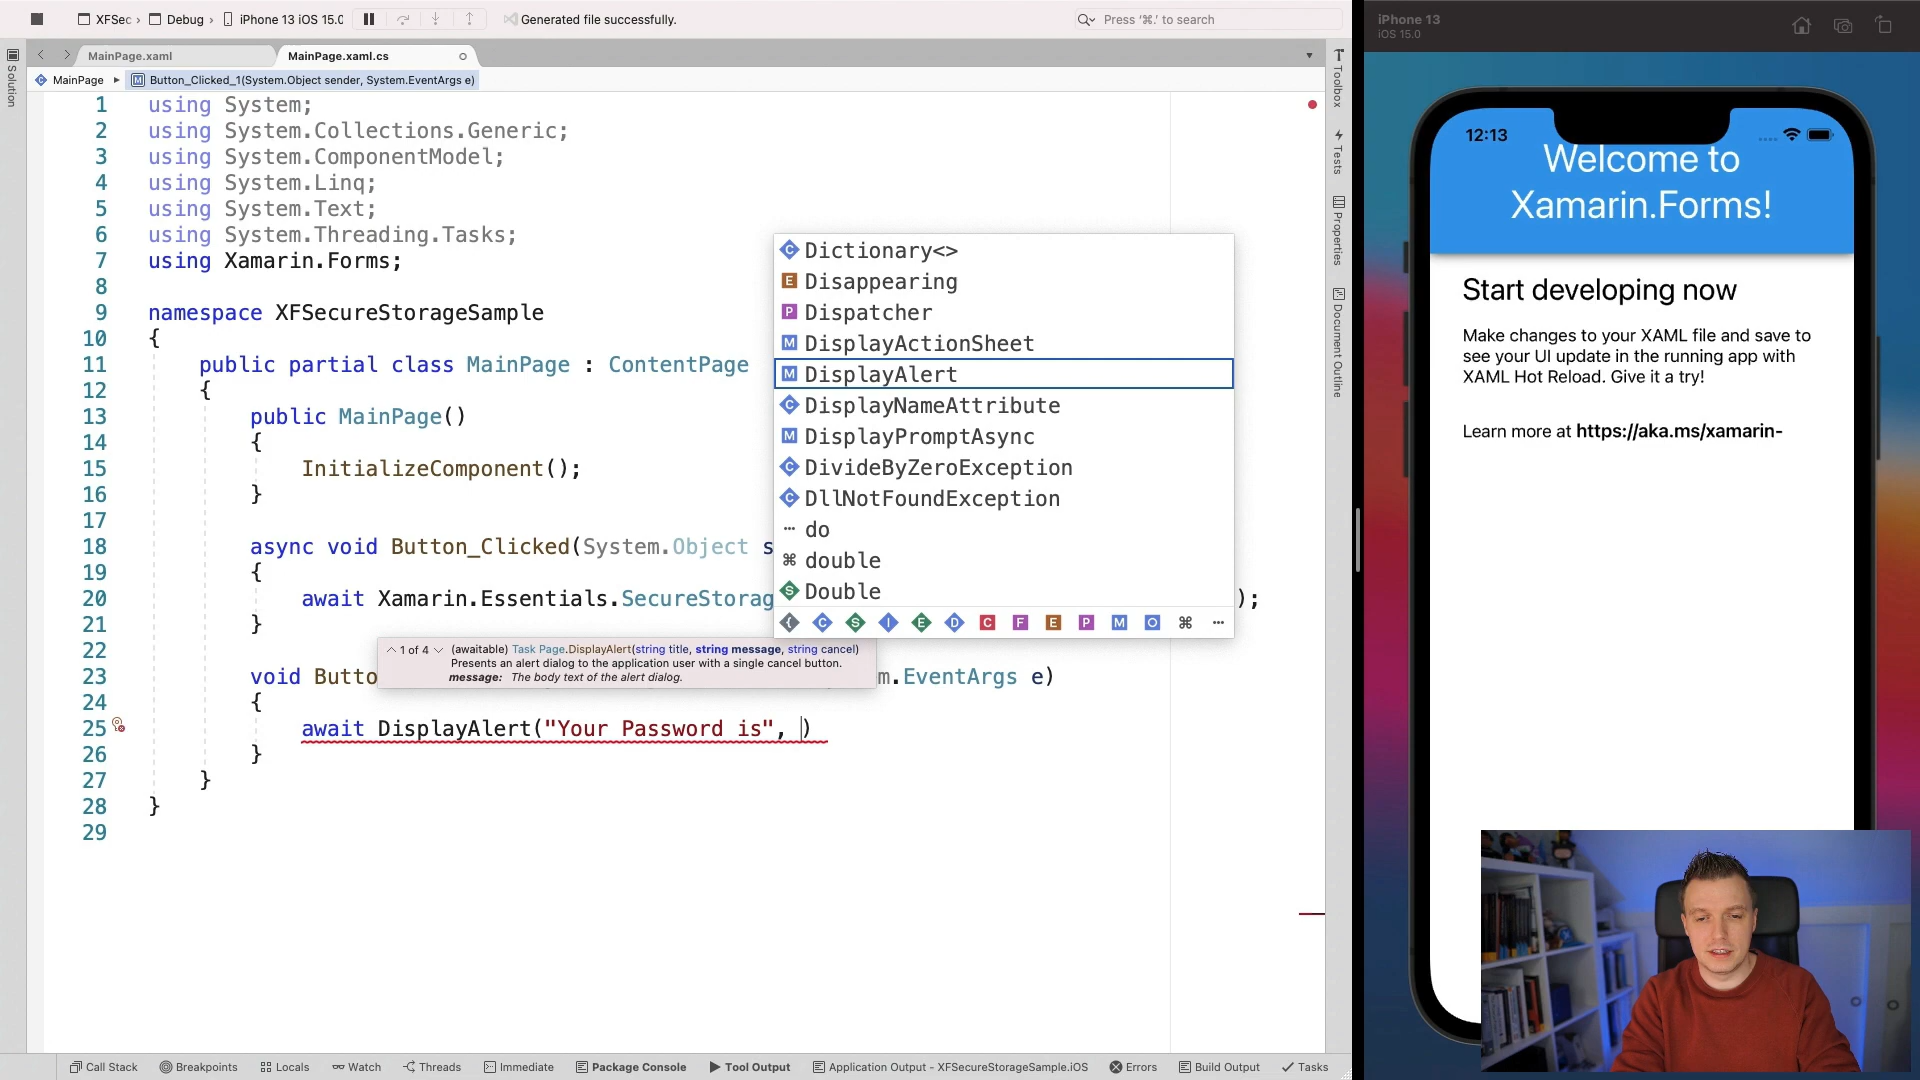 XFSec › Debug › iPhone 13 iOS 15.0
Generated file successfully.
Press '⌘.' to search
MainPage.xaml
MainPage.xaml.cs
MainPage ▸ Button_Clicked_1(System.Object sender, System.EventArgs e)
Solution
1 using System;
2 using System.Collections.Generic;
3 using System.ComponentModel;
4 using System.Linq;
5 using System.Text;
6 using System.Threading.Tasks;
7 using Xamarin.Forms;
8
9 namespace XFSecureStorageSample
10 {
11 public partial class MainPage : ContentPage
12 {
13 public MainPage()
14 {
15 InitializeComponent();
16 }
17
18 async void Button_Clicked(System.Object s
19 {
20 await Xamarin.Essentials.SecureStorag );
21 }
22
23 void Butto m.EventArgs e)
24 {
25 await DisplayAlert("Your Password is", )
26 }
27 }
28 }
29
Dictionary<>
Disappearing
Dispatcher
DisplayActionSheet
DisplayAlert
DisplayNameAttribute
DisplayPromptAsync
DivideByZeroException
DllNotFoundException
do
double
Double
1 of 4 (awaitable) Task Page.DisplayAlert(string title, string message, string cancel)
Presents an alert dialog to the application user with a single cancel button.
message: The body text of the alert dialog.
Toolbox
Tests
Properties
Document Outline
Call Stack
Breakpoints
Locals
Watch
Threads
Immediate
Package Console
Tool Output
Application Output - XFSecureStorageSample.iOS
Errors
Build Output
Tasks
iPhone 13
iOS 15.0
12:13
Welcome to
Xamarin.Forms!
Start developing now
Make changes to your XAML file and save to
see your UI update in the running app with
XAML Hot Reload. Give it a try!
Learn more at https://aka.ms/xamarin-